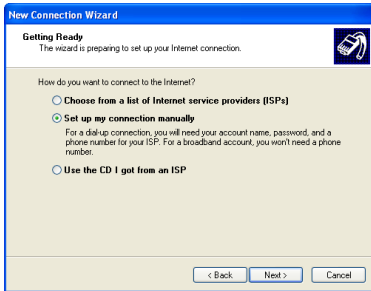 New Connection Wizard
Getting Ready
The wizard is preparing to set up your Internet connection.
How do you want to connect to the Internet?
Choose from a list of Internet service providers (ISPs)
Set up my connection manually
For a dial-up connection, you will need your account name, password, and a
phone number for your ISP. For a broadband account, you won't need a phone
number.
Use the CD I got from an ISP
< Back
Next >
Cancel